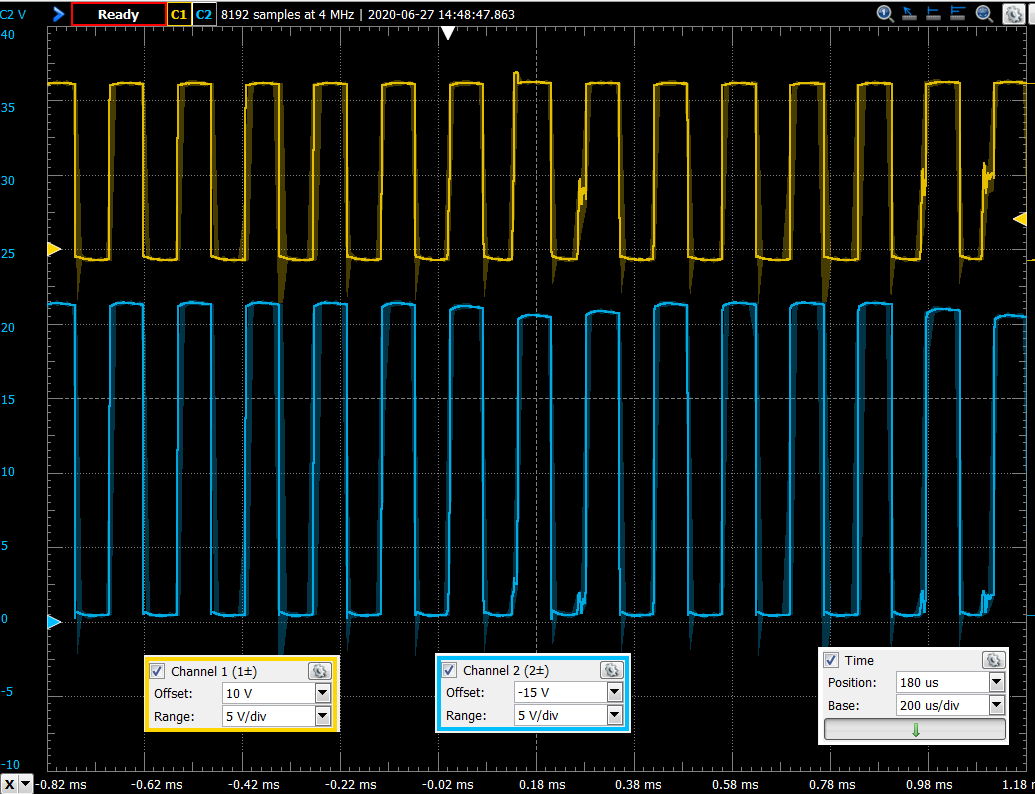 C2 V Ready C1 C2 8192 samples at 4 MHz | 2020-06-27 14:48:47.863
40
35
30
25
20
15
10
5
0
-5
-10
Channel 1 (1±)
Offset: 10 V
Range: 5 V/div
Channel 2 (2±)
Offset: -15 V
Range: 5 V/div
Time
Position: 180 us
Base: 200 us/div
X -0.82 ms -0.62 ms -0.42 ms -0.22 ms -0.02 ms 0.18 ms 0.38 ms 0.58 ms 0.78 ms 0.98 ms 1.18